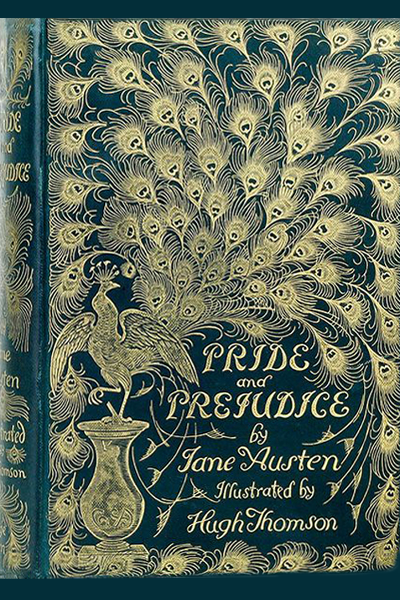 PRIDE
and
PREJUDICE
by
Jane Austen
Illustrated by
Hugh Thomson